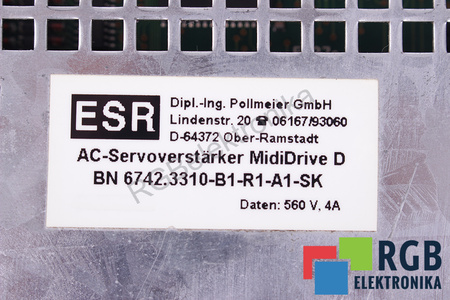 ESR
Dipl.-Ing. Pollmeier GmbH
Lindenstr. 20 ☎ 06167/93060
D-64372 Ober-Ramstadt
AC-Servoverstärker MidiDrive D
BN 6742.3310-B1-R1-A1-SK
Daten: 560 V, 4A
RGBelektronika
RGB
ELEKTRONIKA